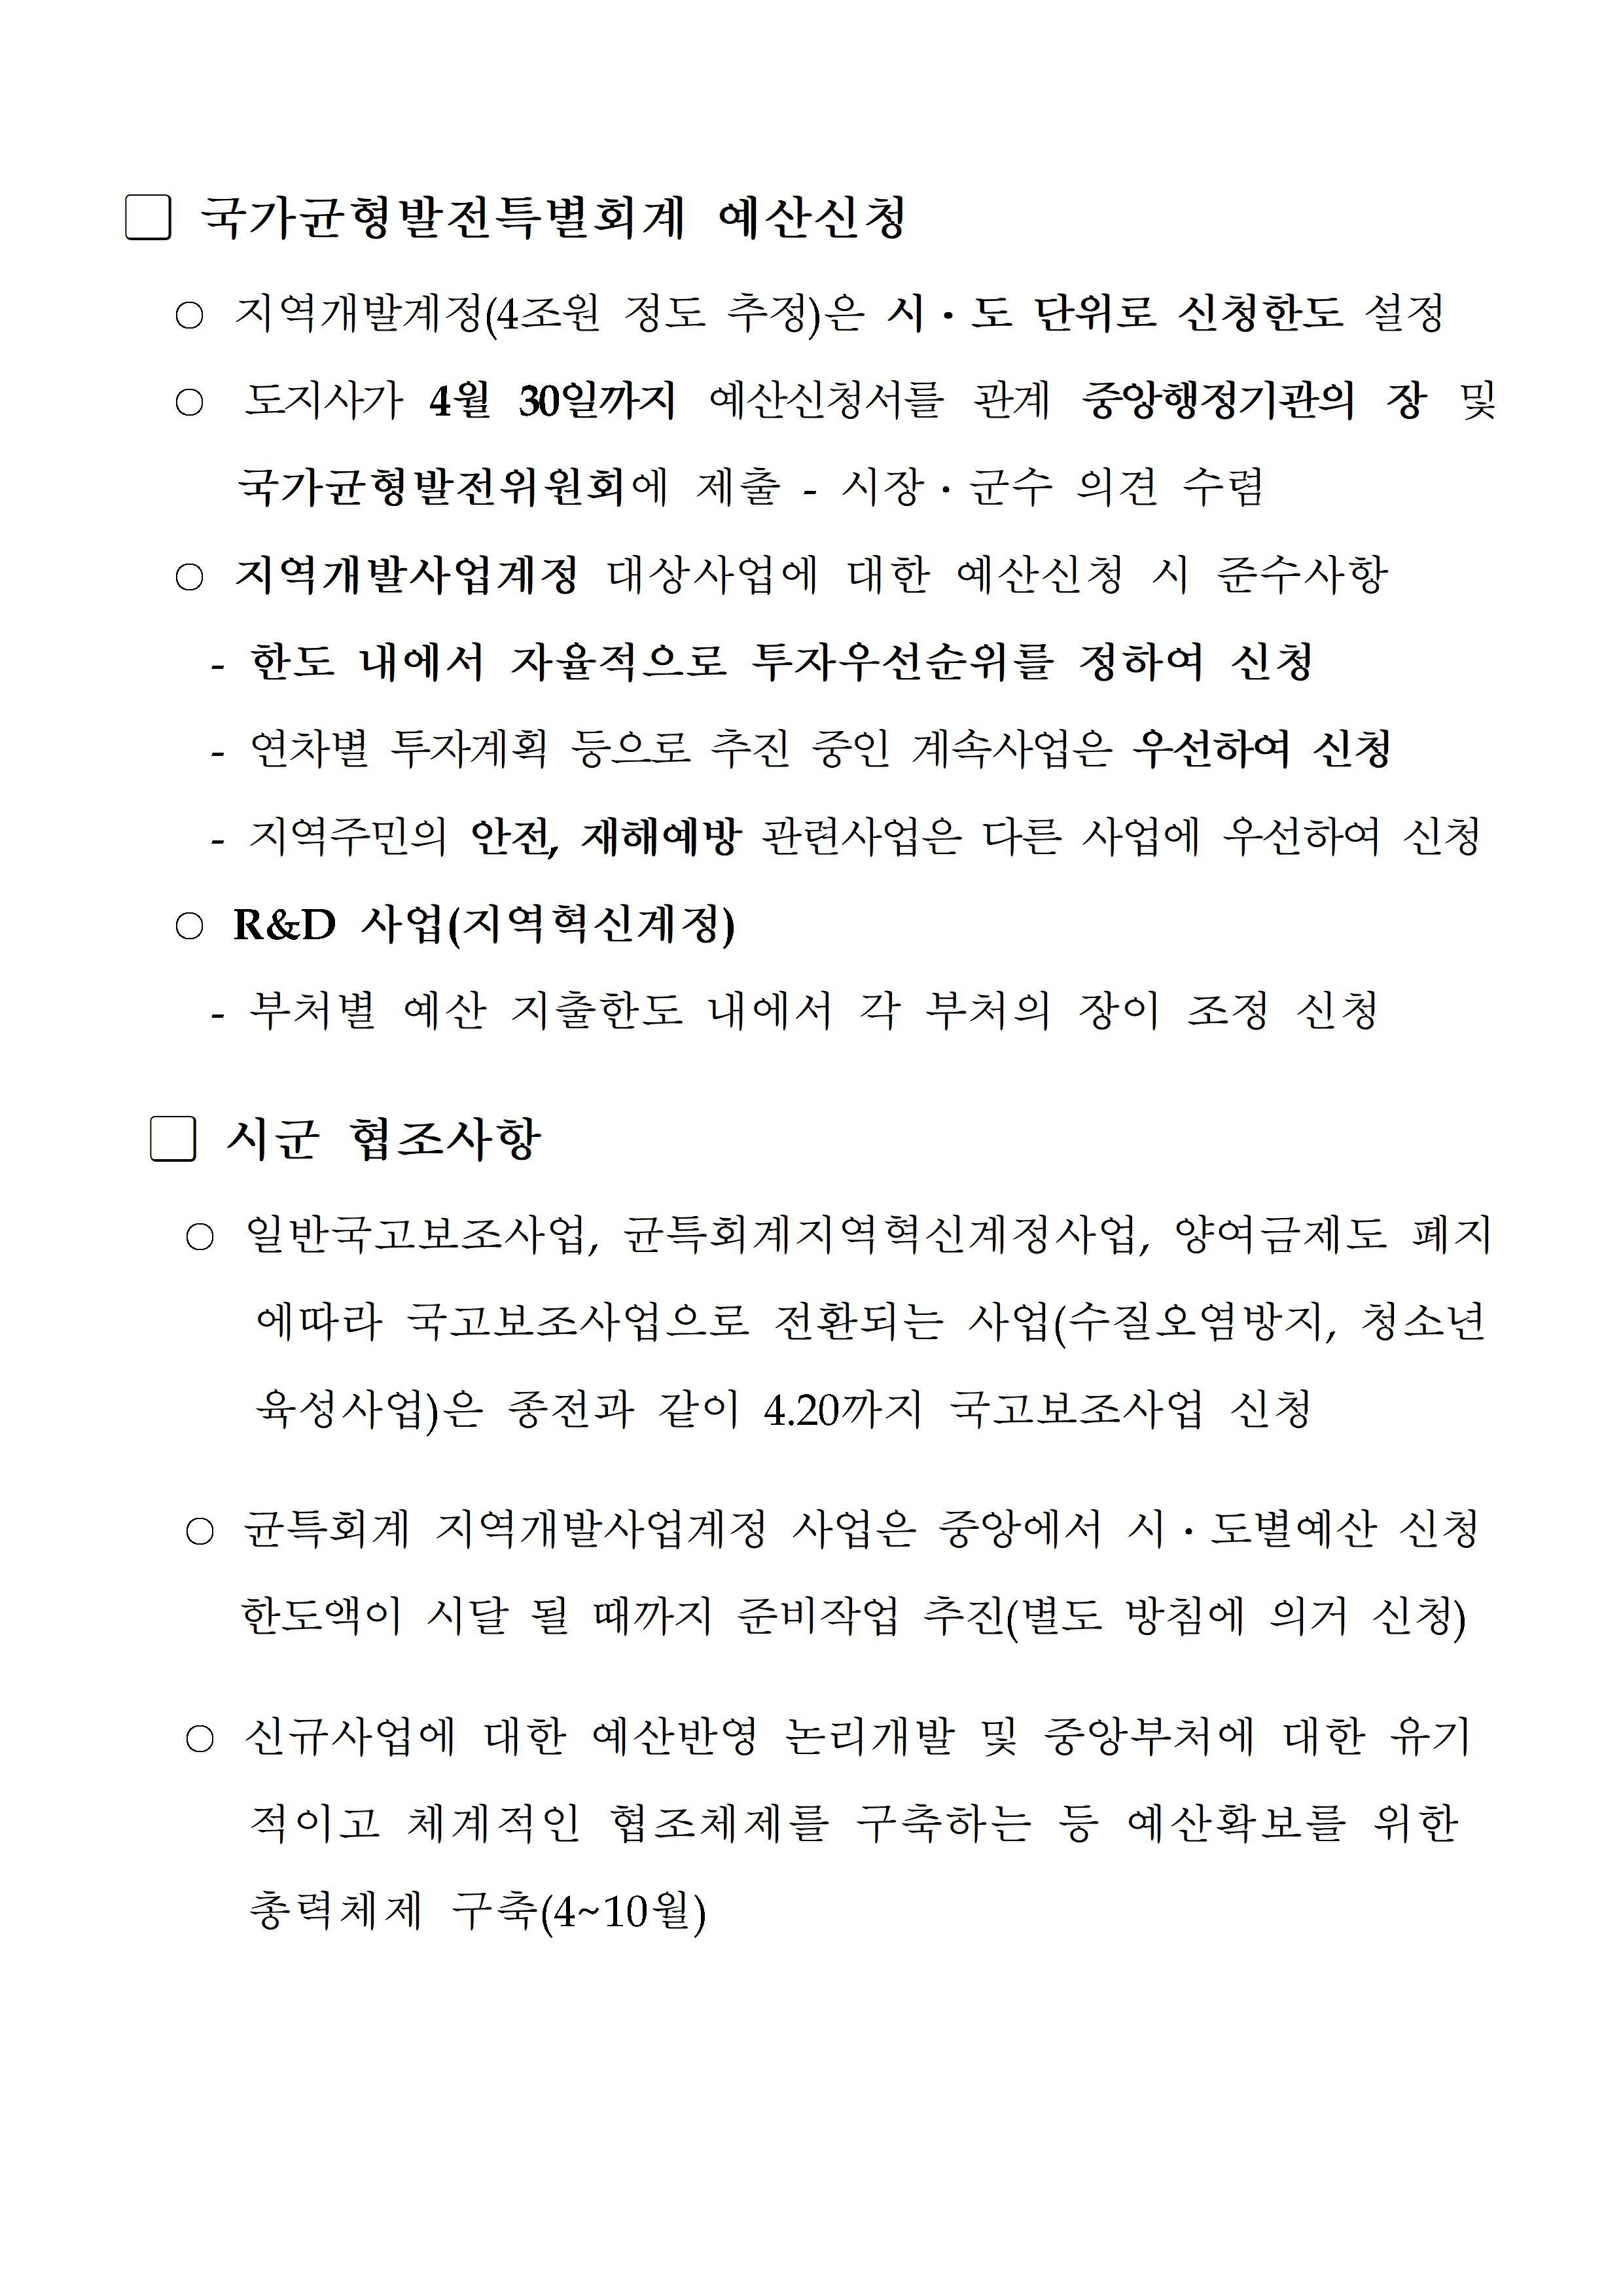 □ 국가균형발전특별회계 예산신청
○ 지역개발계정(4조원 정도 추정)은 시·도 단위로 신청한도 설정
○ 도지사가 4월 30일까지 예산신청서를 관계 중앙행정기관의 장 및
국가균형발전위원회에 제출 - 시장·군수 의견 수렴
○ 지역개발사업계정 대상사업에 대한 예산신청 시 준수사항
- 한도 내에서 자율적으로 투자우선순위를 정하여 신청
- 연차별 투자계획 등으로 추진 중인 계속사업은 우선하여 신청
- 지역주민의 안전, 재해예방 관련사업은 다른 사업에 우선하여 신청
○ R&D 사업(지역혁신계정)
- 부처별 예산 지출한도 내에서 각 부처의 장이 조정 신청
□ 시군 협조사항
○ 일반국고보조사업, 균특회계지역혁신계정사업, 양여금제도 폐지
에따라 국고보조사업으로 전환되는 사업(수질오염방지, 청소년
육성사업)은 종전과 같이 4.20까지 국고보조사업 신청
○ 균특회계 지역개발사업계정 사업은 중앙에서 시·도별예산 신청
한도액이 시달 될 때까지 준비작업 추진(별도 방침에 의거 신청)
○ 신규사업에 대한 예산반영 논리개발 및 중앙부처에 대한 유기
적이고 체계적인 협조체제를 구축하는 등 예산확보를 위한
총력체제 구축(4~10월)